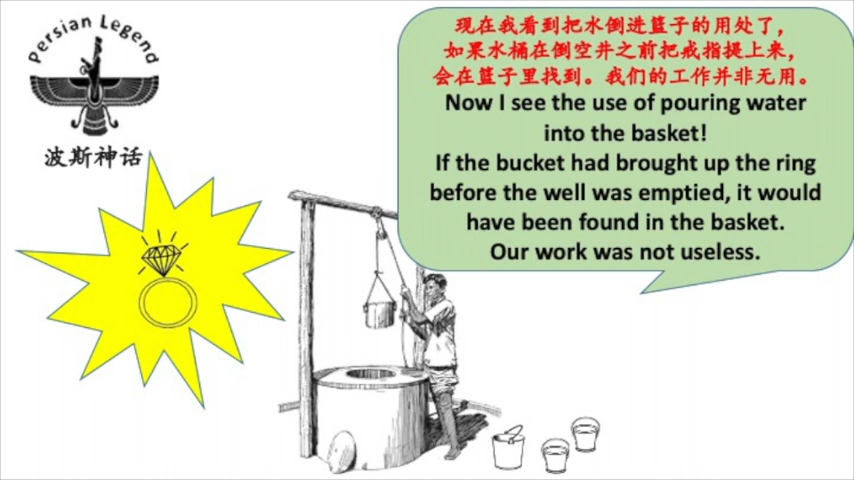 Persian Legend
波斯神话
现在我看到把水倒进篮子的用处了，
如果水桶在倒空井之前把戒指提上来，
会在篮子里找到。我们的工作并非无用。
Now I see the use of pouring water
into the basket!
If the bucket had brought up the ring
before the well was emptied, it would
have been found in the basket.
Our work was not useless.